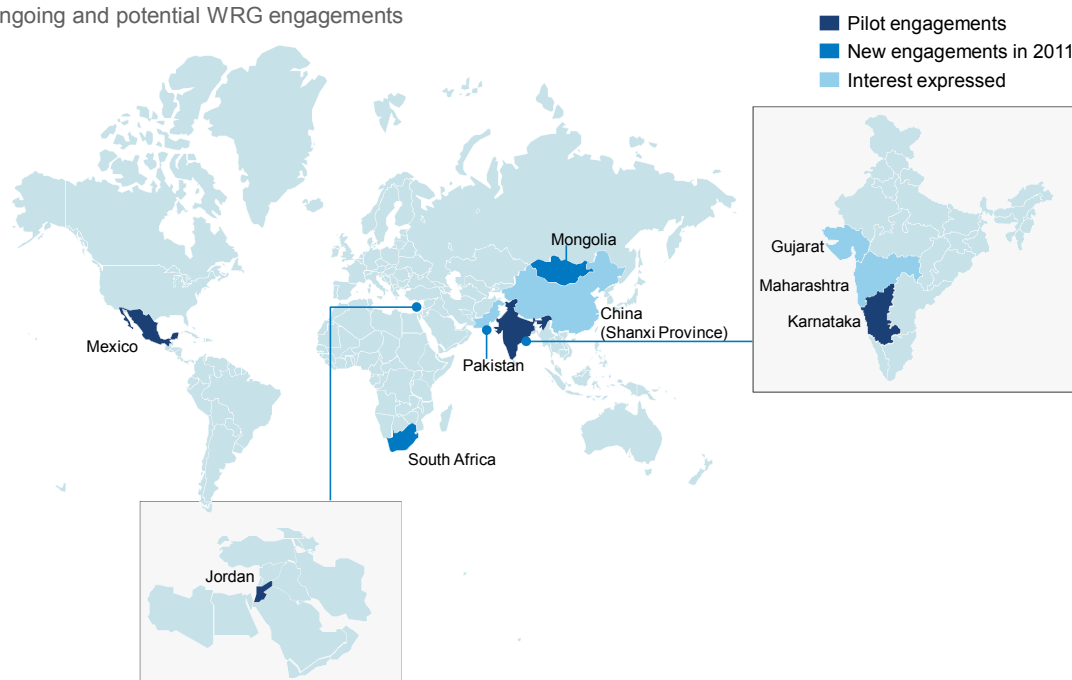 ngoing and potential WRG engagements
Pilot engagements
New engagements in 2011
Interest expressed
Mongolia
Gujarat
Maharashtra
Karnataka
China
(Shanxi Province)
Mexico
Pakistan
South Africa
Jordan